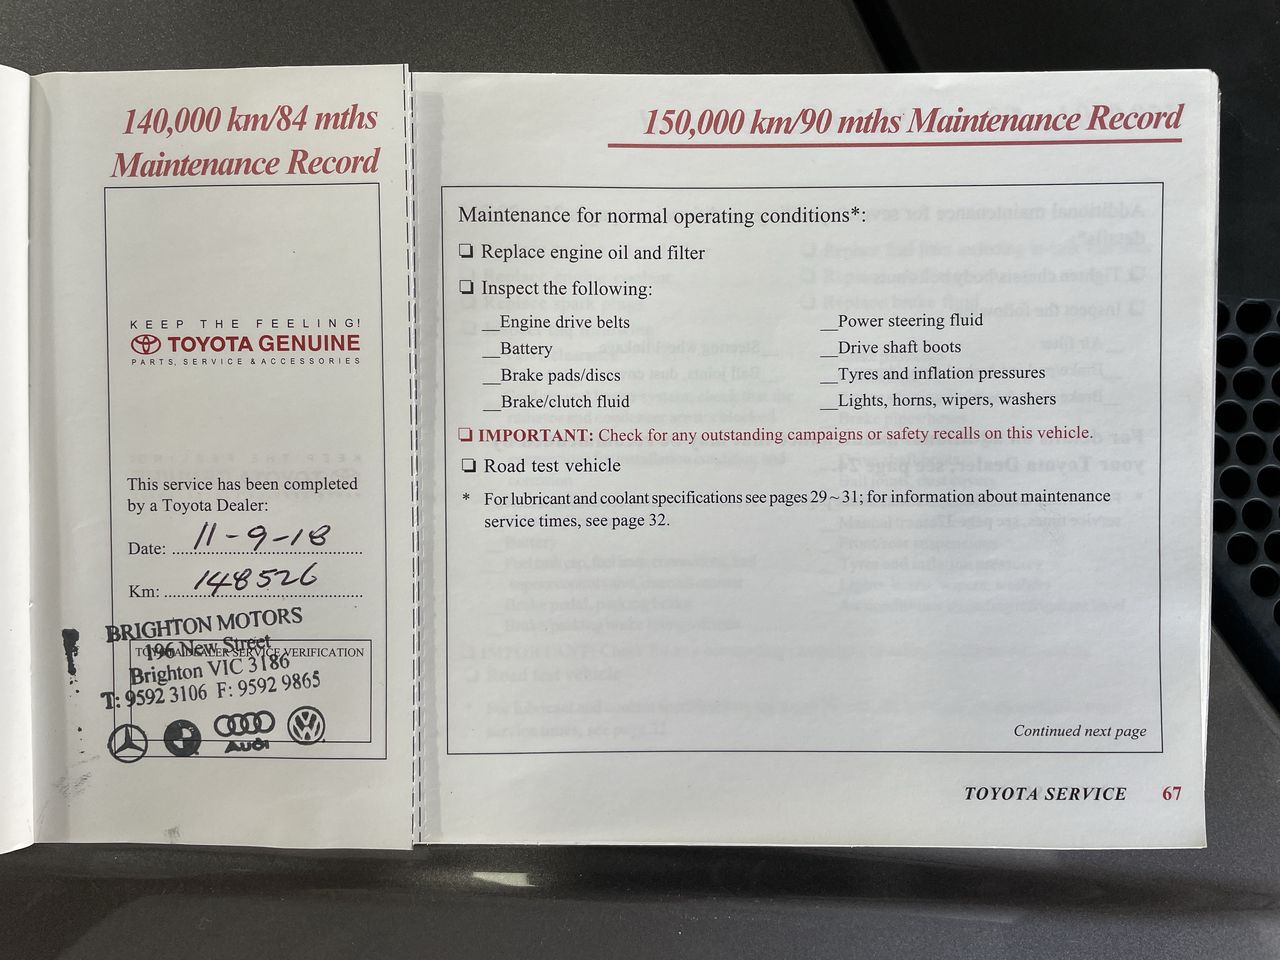 140,000 km/84 mths
Maintenance Record
KEEP THE FEELING!
TOYOTA GENUINE
PARTS, SERVICE & ACCESSORIES
This service has been completed
by a Toyota Dealer:
Date: 11-9-18
Km: 148526
BRIGHTON MOTORS
196 New Street
TOYOTA DEALER SERVICE VERIFICATION
Brighton VIC 3186
T: 9592 3106 F: 9592 9865
Audi
150,000 km/90 mths Maintenance Record
Maintenance for normal operating conditions*:
❏ Replace engine oil and filter
❏ Inspect the following:
__Engine drive belts
__Battery
__Brake pads/discs
__Brake/clutch fluid
__Power steering fluid
__Drive shaft boots
__Tyres and inflation pressures
__Lights, horns, wipers, washers
❏ IMPORTANT: Check for any outstanding campaigns or safety recalls on this vehicle.
❏ Road test vehicle
* For lubricant and coolant specifications see pages 29~31; for information about maintenance
service times, see page 32.
Continued next page
TOYOTA SERVICE 67